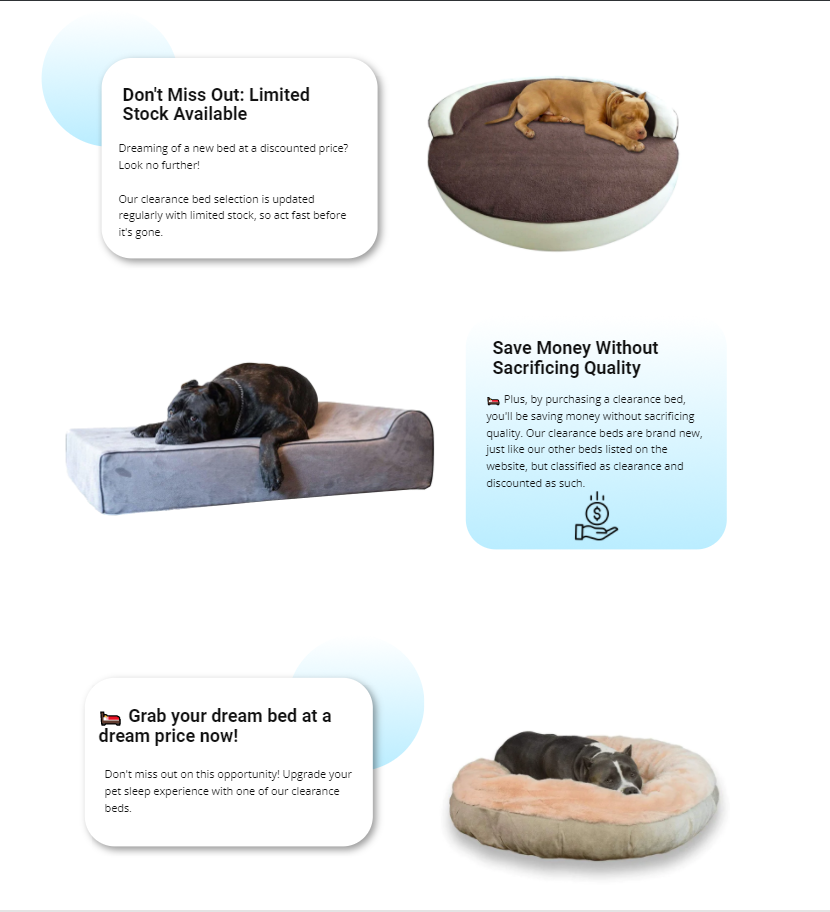 Don't Miss Out: Limited
Stock Available
Dreaming of a new bed at a discounted price?
Look no further!
Our clearance bed selection is updated
regularly with limited stock, so act fast before
it's gone.
Save Money Without
Sacrificing Quality
🛏️ Plus, by purchasing a clearance bed,
you'll be saving money without sacrificing
quality. Our clearance beds are brand new,
just like our other beds listed on the
website, but classified as clearance and
discounted as such.
$
🛏️ Grab your dream bed at a
dream price now!
Don't miss out on this opportunity! Upgrade your
pet sleep experience with one of our clearance
beds.